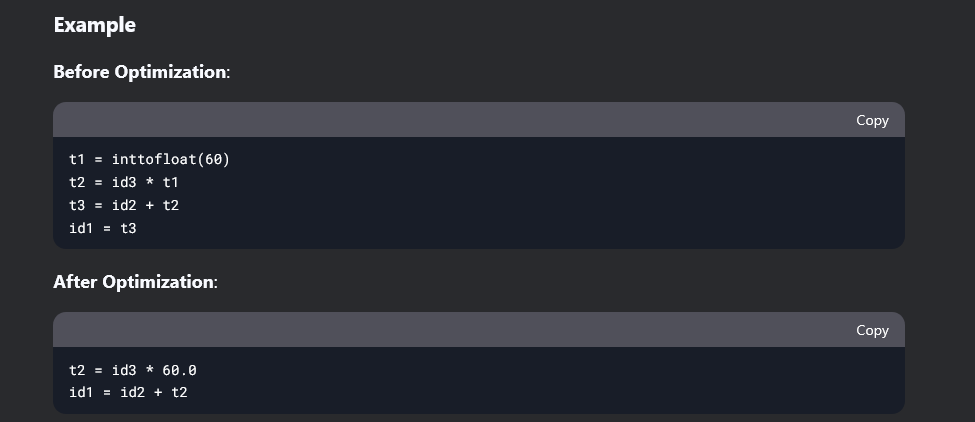 Example
Before Optimization:
Copy
t1 = inttofloat(60)
t2 = id3 * t1
t3 = id2 + t2
id1 = t3
After Optimization:
Copy
t2 = id3 * 60.0
id1 = id2 + t2